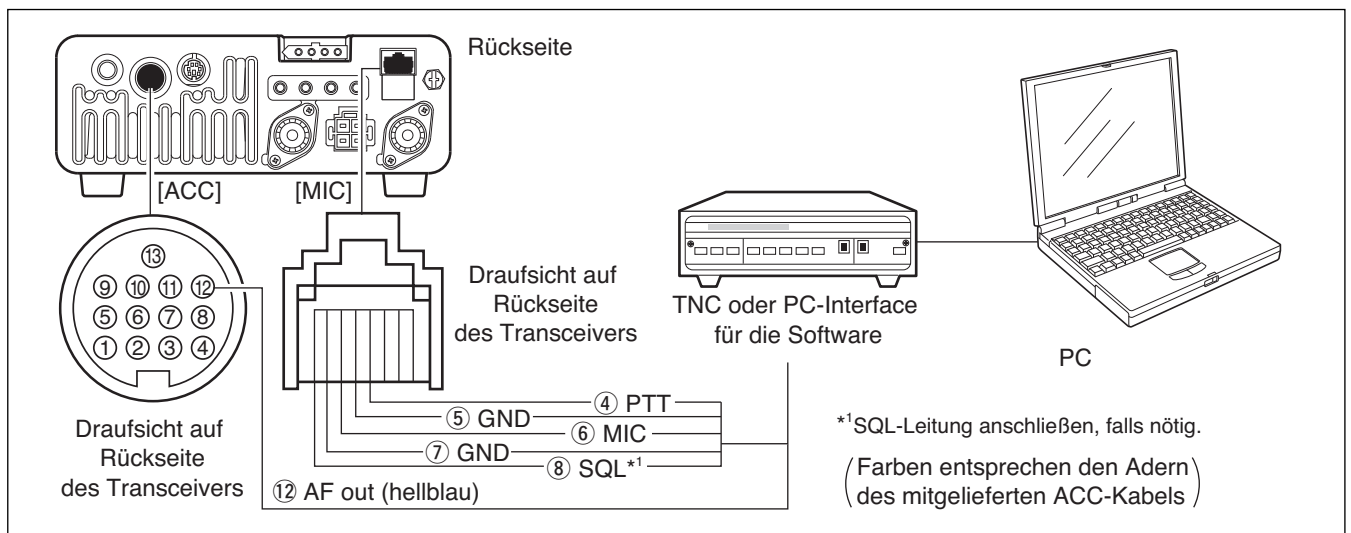 Rückseite
[ACC]
[MIC]
⑬
⑨ ⑩ ⑪ ⑫
⑤ ⑥ ⑦ ⑧
① ② ③ ④
Draufsicht auf
Rückseite
des Transceivers
Draufsicht auf
Rückseite
des Transceivers
TNC oder PC-Interface
für die Software
PC
④ PTT
⑤ GND
⑥ MIC
⑦ GND
⑧ SQL*¹
⑫ AF out (hellblau)
*¹SQL-Leitung anschließen, falls nötig.
(Farben entsprechen den Adern
des mitgelieferten ACC-Kabels)